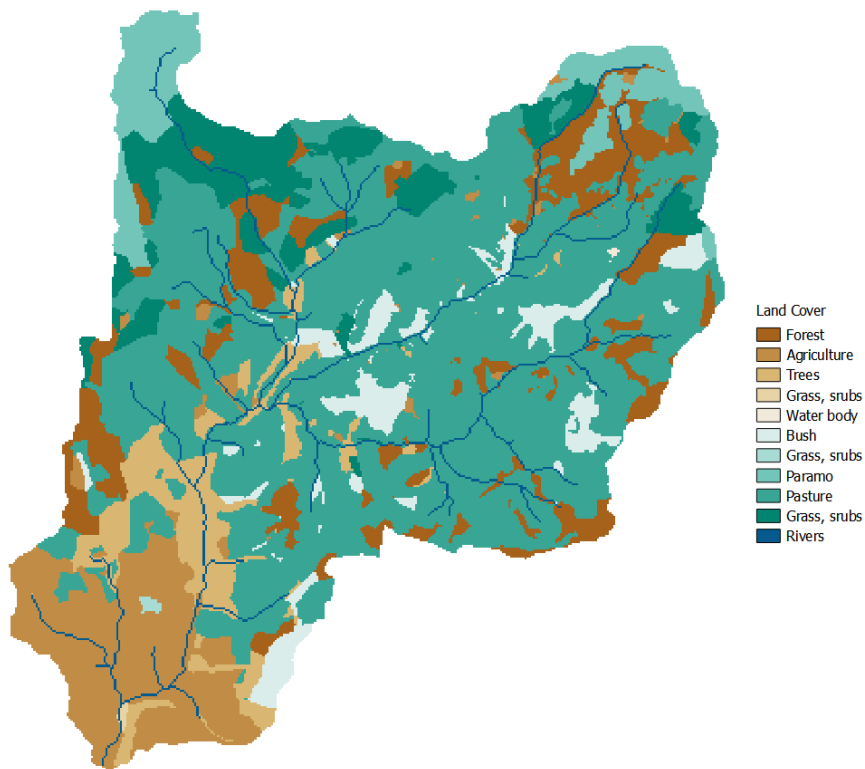 Land Cover
Forest
Agriculture
Trees
Grass, srubs
Water body
Bush
Grass, srubs
Paramo
Pasture
Grass, srubs
Rivers